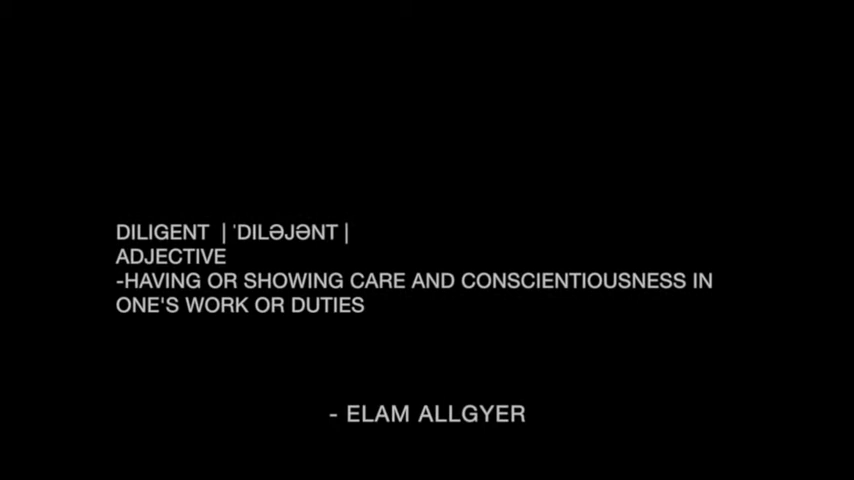 DILIGENT | ˈDILƏJƏNT |
ADJECTIVE
-HAVING OR SHOWING CARE AND CONSCIENTIOUSNESS IN
ONE'S WORK OR DUTIES
- ELAM ALLGYER